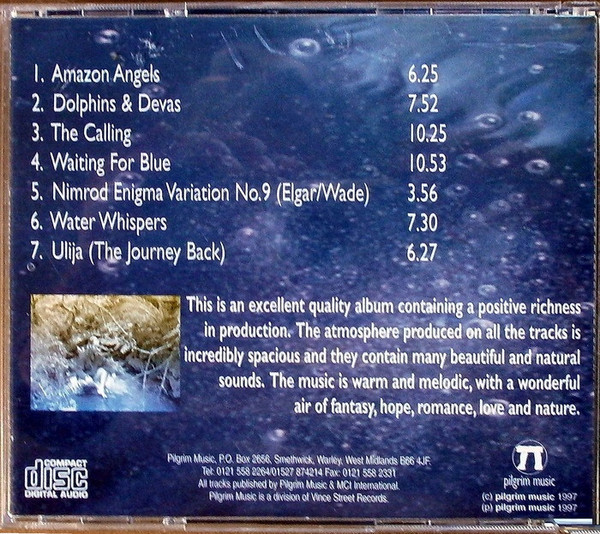 1. Amazon Angels 6.25
2. Dolphins & Devas 7.52
3. The Calling 10.25
4. Waiting For Blue 10.53
5. Nimrod Enigma Variation No.9 (Elgar/Wade) 3.56
6. Water Whispers 7.30
7. Ulija (The Journey Back) 6.27
This is an excellent quality album containing a positive richness
in production. The atmosphere produced on all the tracks is
incredibly spacious and they contain many beautiful and natural
sounds. The music is warm and melodic, with a wonderful
air of fantasy, hope, romance, love and nature.
COMPACT
disc
DIGITAL AUDIO
Pilgrim Music, P.O. Box 2656, Smethwick, Warley, West Midlands B66 4JF.
Tel: 0121 558 2264/01527 874214 Fax: 0121 558 2331
All tracks published by Pilgrim Music & MCI International.
Pilgrim Music is a division of Vince Street Records.
pilgrim music
(c) pilgrim music 1997
(p) pilgrim music 1997